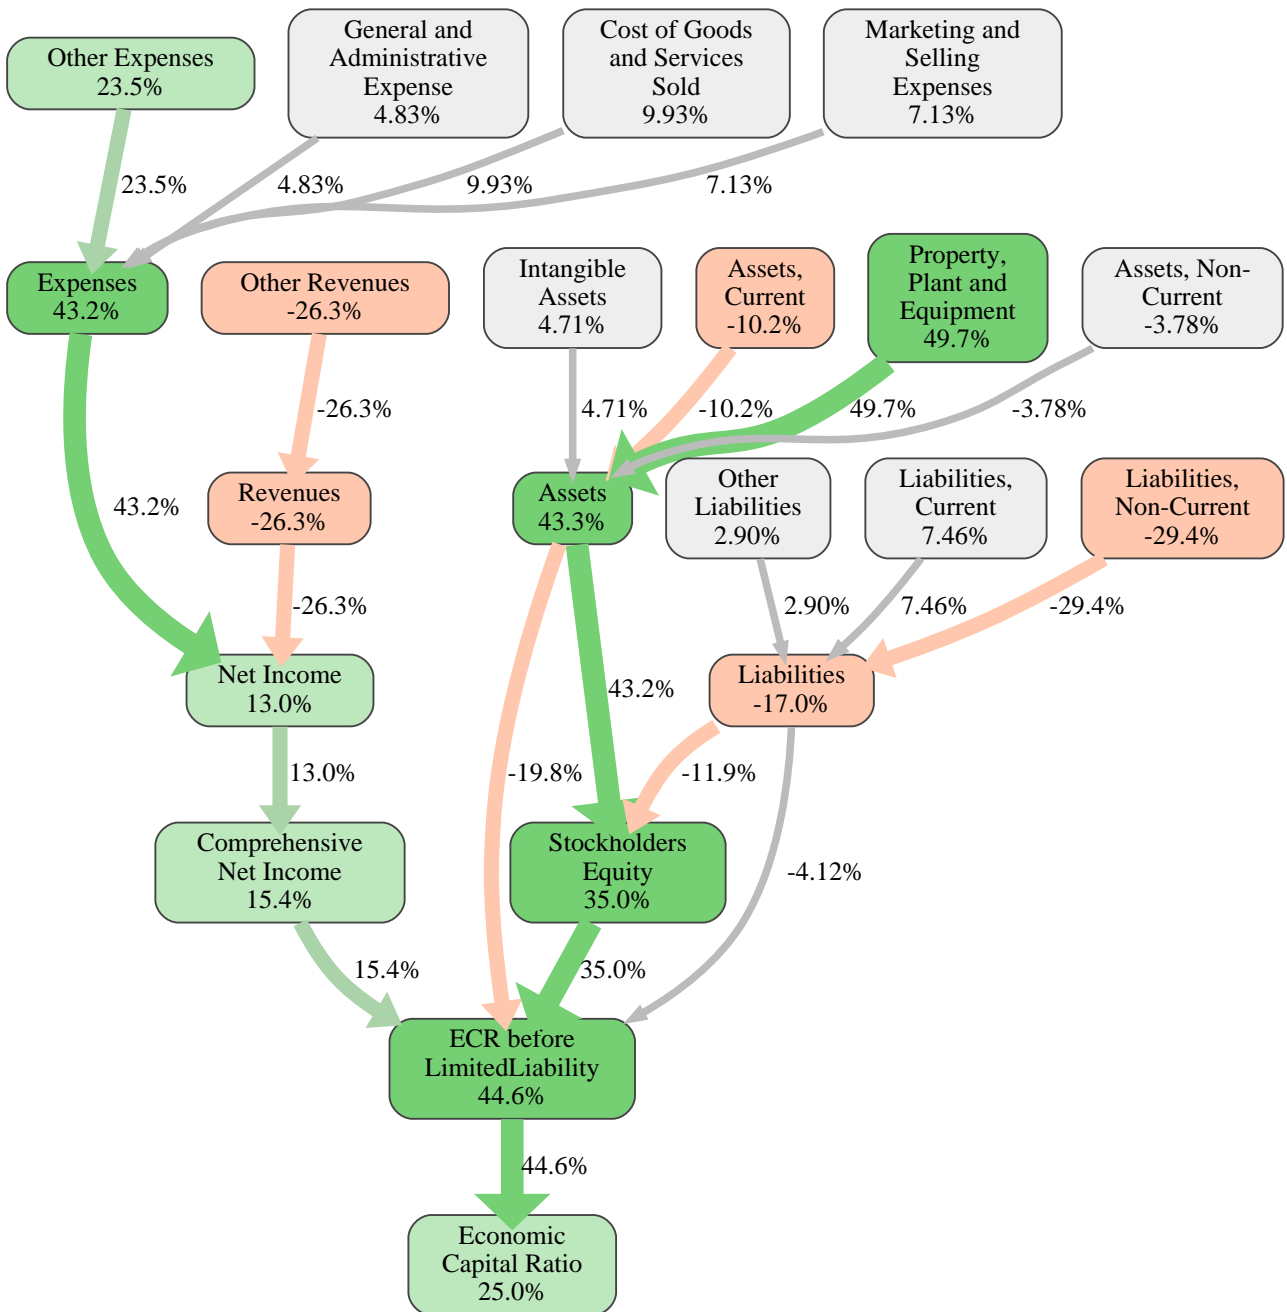 Other Expenses
23.5%
General and
Administrative
Expense
4.83%
Cost of Goods
and Services
Sold
9.93%
Marketing and
Selling
Expenses
7.13%
23.5%
4.83%
9.93%
7.13%
Expenses
43.2%
Other Revenues
-26.3%
Intangible
Assets
4.71%
Assets,
Current
-10.2%
Property,
Plant and
Equipment
49.7%
Assets, Non-
Current
-3.78%
-26.3%
4.71%
-10.2%
49.7%
-3.78%
43.2%
Revenues
-26.3%
Assets
43.3%
Other
Liabilities
2.90%
Liabilities,
Current
7.46%
Liabilities,
Non-Current
-29.4%
-26.3%
2.90%
7.46%
-29.4%
Net Income
13.0%
43.2%
Liabilities
-17.0%
13.0%
-19.8%
-11.9%
Comprehensive
Net Income
15.4%
Stockholders
Equity
35.0%
-4.12%
15.4%
35.0%
ECR before
LimitedLiability
44.6%
44.6%
Economic
Capital Ratio
25.0%